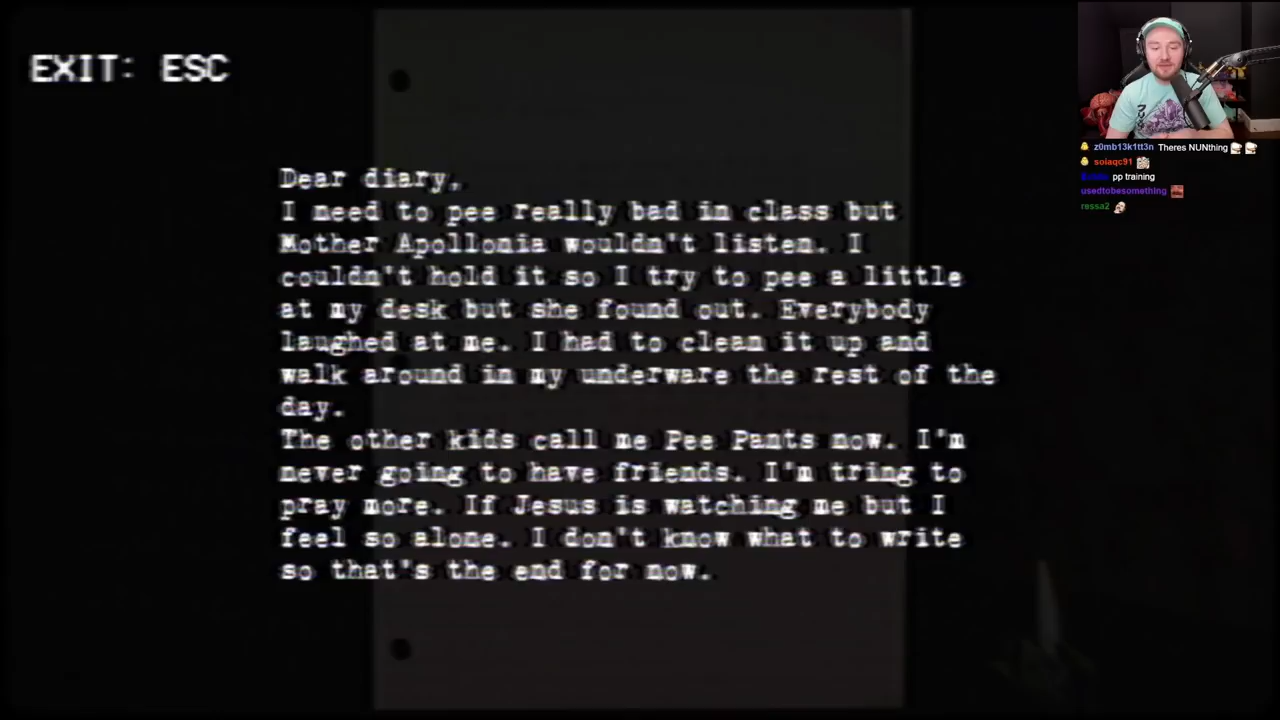 EXIT: ESC
Dear diary,
I need to pee really bad in class but
Mother Apollonia wouldn't listen. I
couldn't hold it so I try to pee a little
at my desk but she found out. Everybody
laughed at me. I had to clean it up and
walk around in my underware the rest of the
day.
The other kids call me Pee Pants now. I'm
never going to have friends. I'm tring to
pray more. If Jesus is watching me but I
feel so alone. I don't know what to write
so that's the end for now.
z0mb13k1tt3n Theres NUNthing
soiaqc91
pp training
usedtobesomething
ressa2